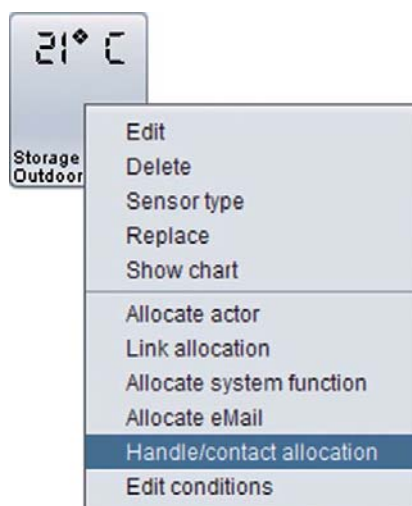 21° C
Storage
Outdoor
Edit
Delete
Sensor type
Replace
Show chart
Allocate actor
Link allocation
Allocate system function
Allocate eMail
Handle/contact allocation
Edit conditions